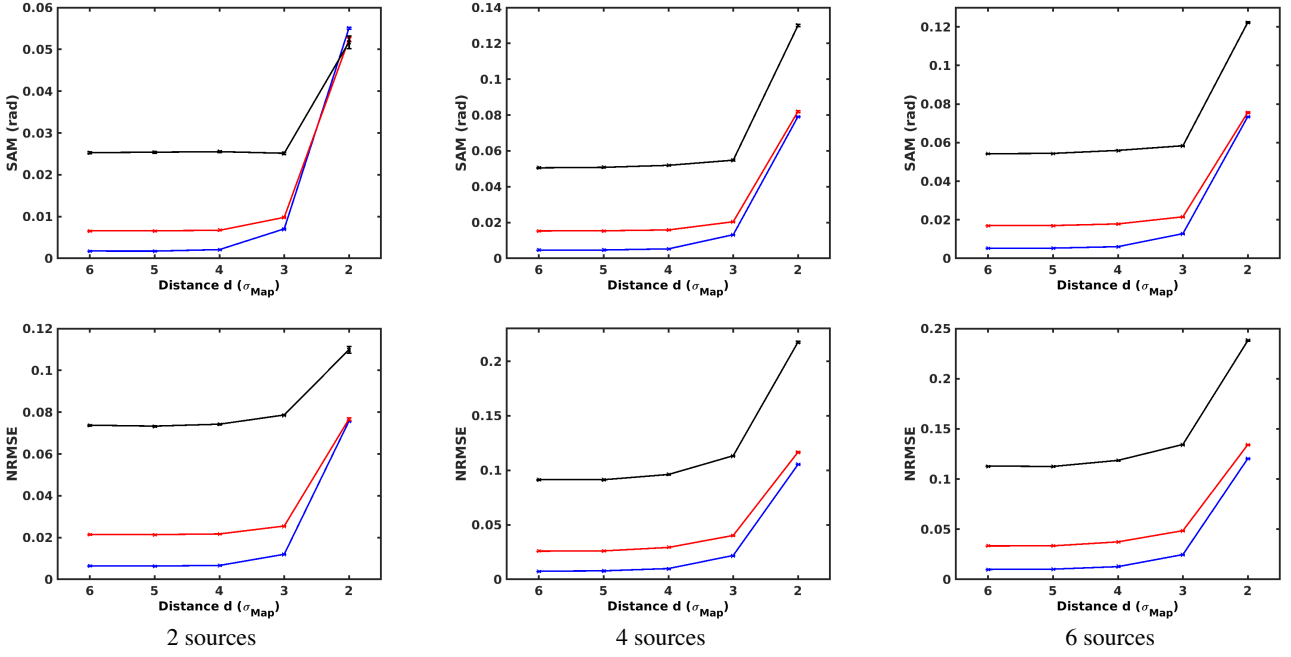 0.06
0.05
0.04
0.03
0.02
0.01
0
SAM (rad)
6 5 4 3 2
Distance d (σMap)
0.14
0.12
0.1
0.08
0.06
0.04
0.02
0
SAM (rad)
6 5 4 3 2
Distance d (σMap)
0.12
0.1
0.08
0.06
0.04
0.02
0
SAM (rad)
6 5 4 3 2
Distance d (σMap)
0.12
0.1
0.08
0.06
0.04
0.02
0
NRMSE
6 5 4 3 2
Distance d (σMap)
2 sources
0.2
0.15
0.1
0.05
0
NRMSE
6 5 4 3 2
Distance d (σMap)
4 sources
0.25
0.2
0.15
0.1
0.05
0
NRMSE
6 5 4 3 2
Distance d (σMap)
6 sources